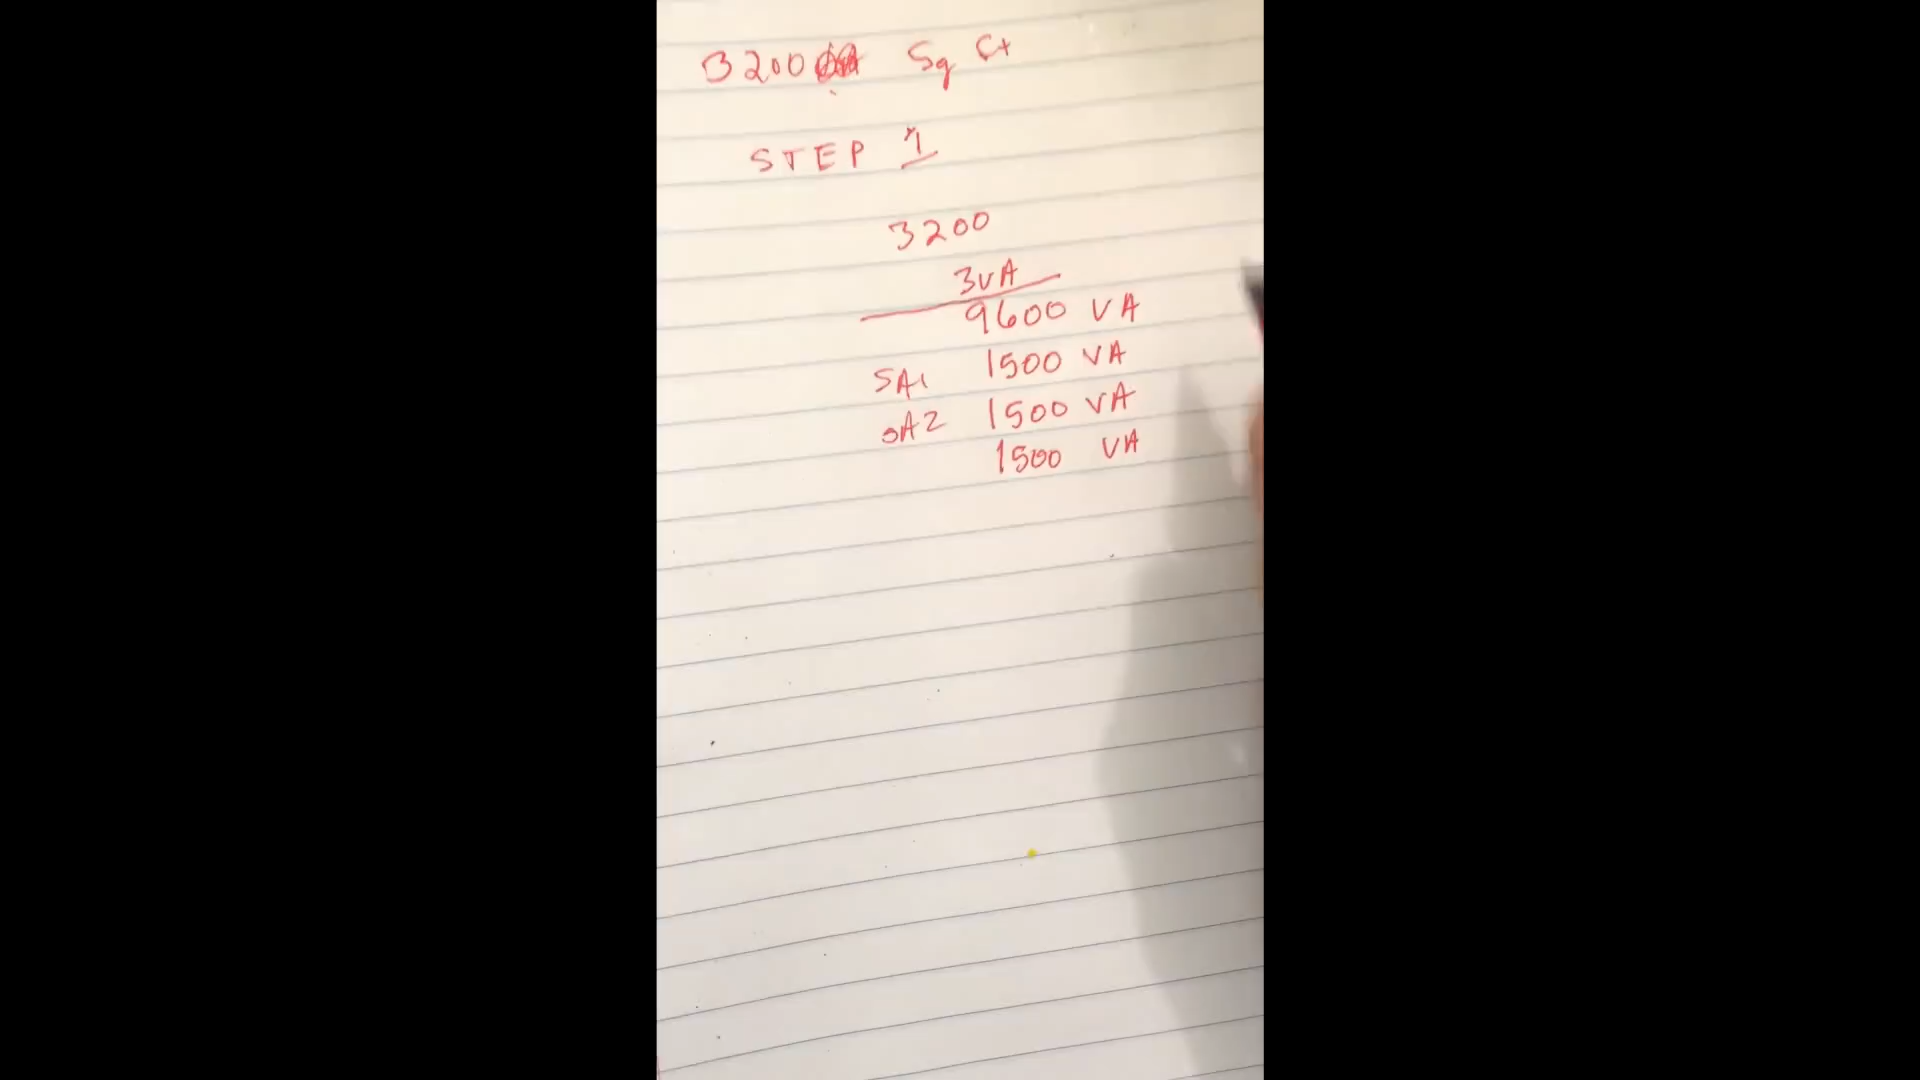 3200 Sq Ft
STEP 1
3200
3VA
9600 VA
SA1 1500 VA
SA2 1500 VA
1500 VA